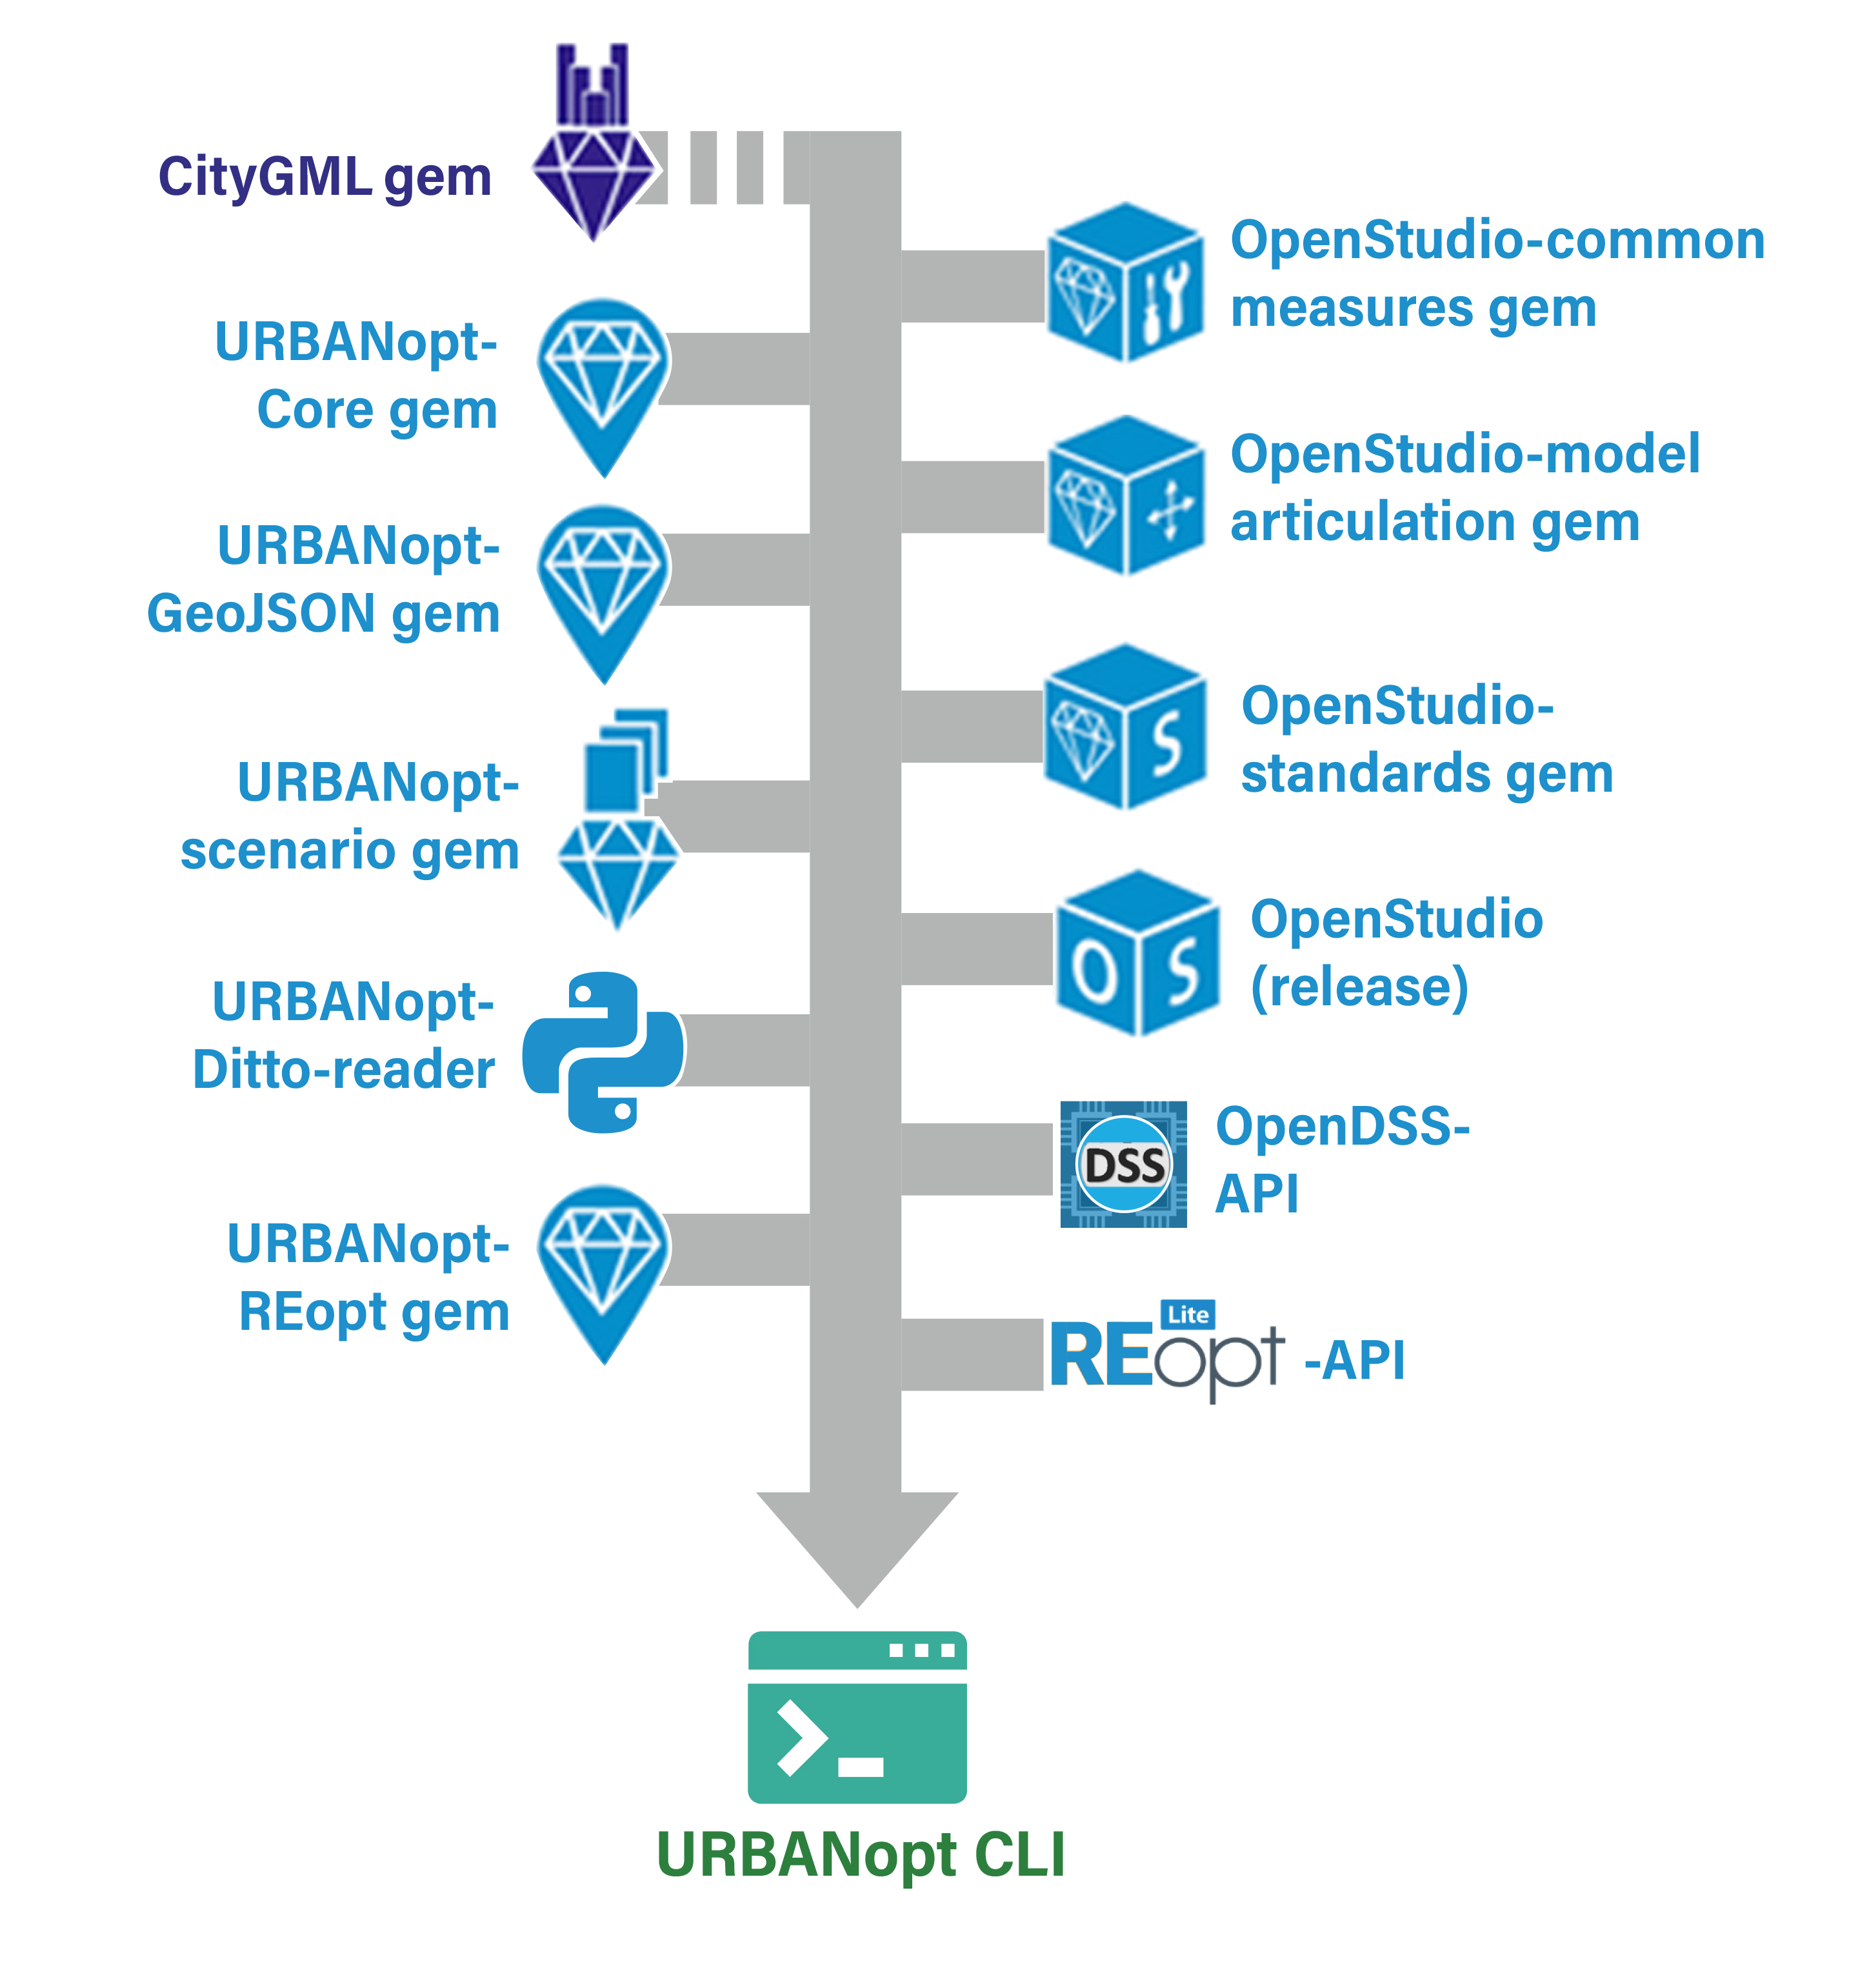 CityGML gem
URBANopt-
Core gem
URBANopt-
GeoJSON gem
URBANopt-
scenario gem
URBANopt-
Ditto-reader
URBANopt-
REopt gem
OpenStudio-common
measures gem
OpenStudio-model
articulation gem
S
OpenStudio-
standards gem
O S
OpenStudio
(release)
DSS
OpenDSS-
API
Lite
REopt -API
>_
URBANopt CLI